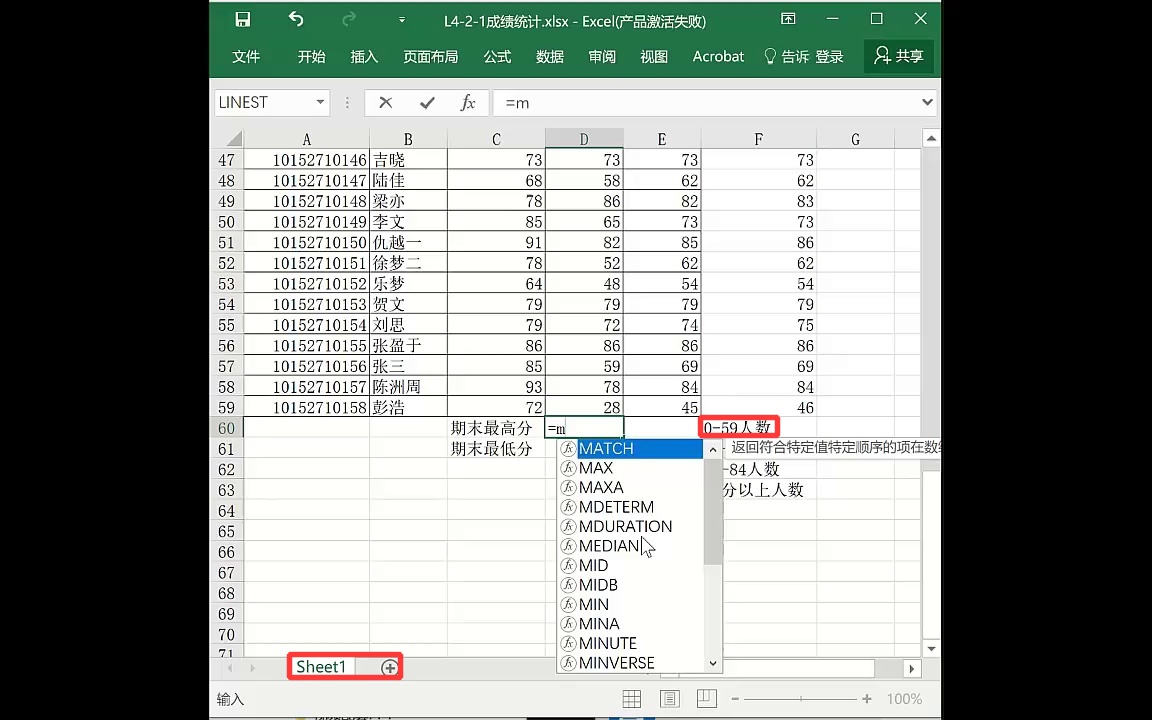 L4-2-1成绩统计.xlsx - Excel(产品激活失败)
文件 开始 插入 页面布局 公式 数据 审阅 视图 Acrobat 告诉 登录 共享
LINEST fx =m
A B C D E F G
47 10152710146 吉晓 73 73 73 73
48 10152710147 陆佳 68 58 62 62
49 10152710148 梁亦 78 86 82 83
50 10152710149 李文 85 65 73 73
51 10152710150 仇越一 91 82 85 86
52 10152710151 徐梦二 78 52 62 62
53 10152710152 乐梦 64 48 54 54
54 10152710153 贺文 79 79 79 79
55 10152710154 刘思 79 72 74 75
56 10152710155 张盈于 86 86 86 86
57 10152710156 张三 85 59 69 69
58 10152710157 陈洲周 93 78 84 84
59 10152710158 彭浩 72 28 45 46
60 期末最高分 =m 0-59人数
61 期末最低分 MATCH 返回符合特定值特定顺序的项在数
62 MAX -84人数
63 MAXA 分以上人数
64 MDETERM
65 MDURATION
66 MEDIAN
67 MID
68 MIDB
69 MIN
70 MINA
71 MINUTE
Sheet1 MINVERSE
输入 100%